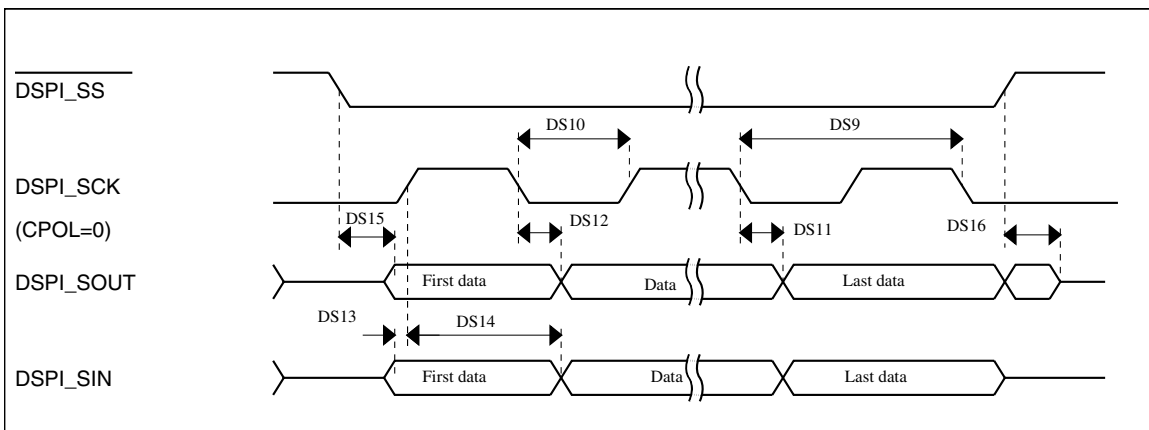 DSPI_SS
DS10
DS9
DSPI_SCK
(CPOL=0)
DS15
DS12
DS11
DS16
DSPI_SOUT
First data
Data
Last data
DS13
DS14
DSPI_SIN
First data
Data
Last data